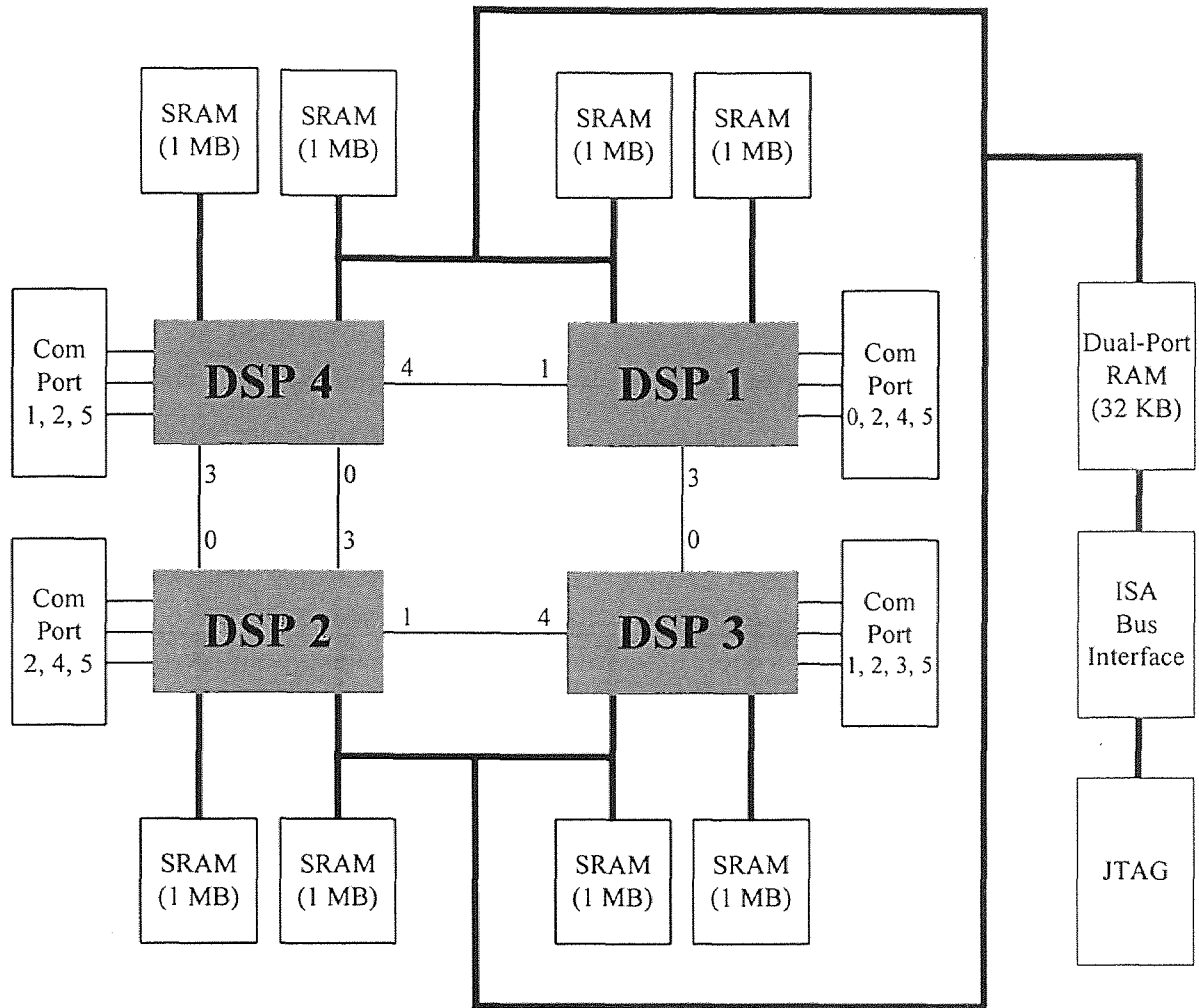 SRAM
(1 MB)
SRAM
(1 MB)
SRAM
(1 MB)
SRAM
(1 MB)
Com
Port
1, 2, 5
DSP 4
4
1
DSP 1
Com
Port
0, 2, 4, 5
Dual-Port
RAM
(32 KB)
3
0
3
0
3
0
Com
Port
2, 4, 5
DSP 2
1
4
DSP 3
Com
Port
1, 2, 3, 5
ISA
Bus
Interface
SRAM
(1 MB)
SRAM
(1 MB)
SRAM
(1 MB)
SRAM
(1 MB)
JTAG